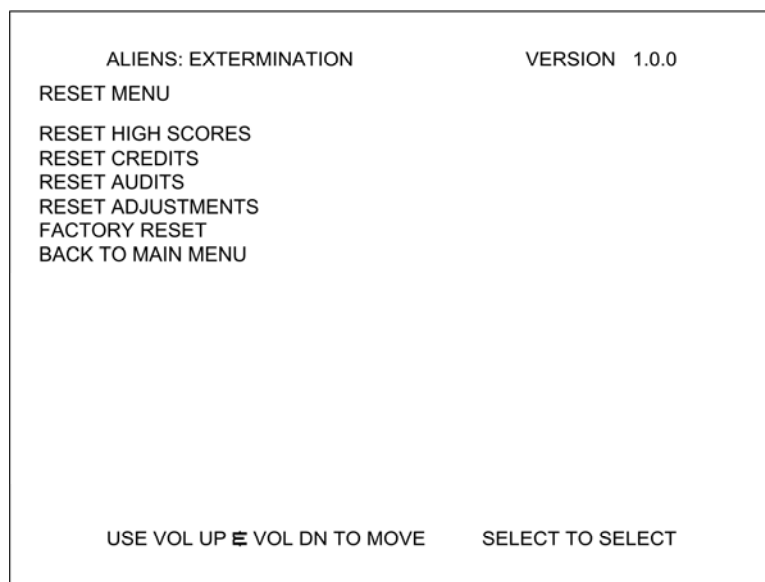 ALIENS: EXTERMINATION VERSION 1.0.0
RESET MENU
RESET HIGH SCORES
RESET CREDITS
RESET AUDITS
RESET ADJUSTMENTS
FACTORY RESET
BACK TO MAIN MENU
USE VOL UP & VOL DN TO MOVE SELECT TO SELECT